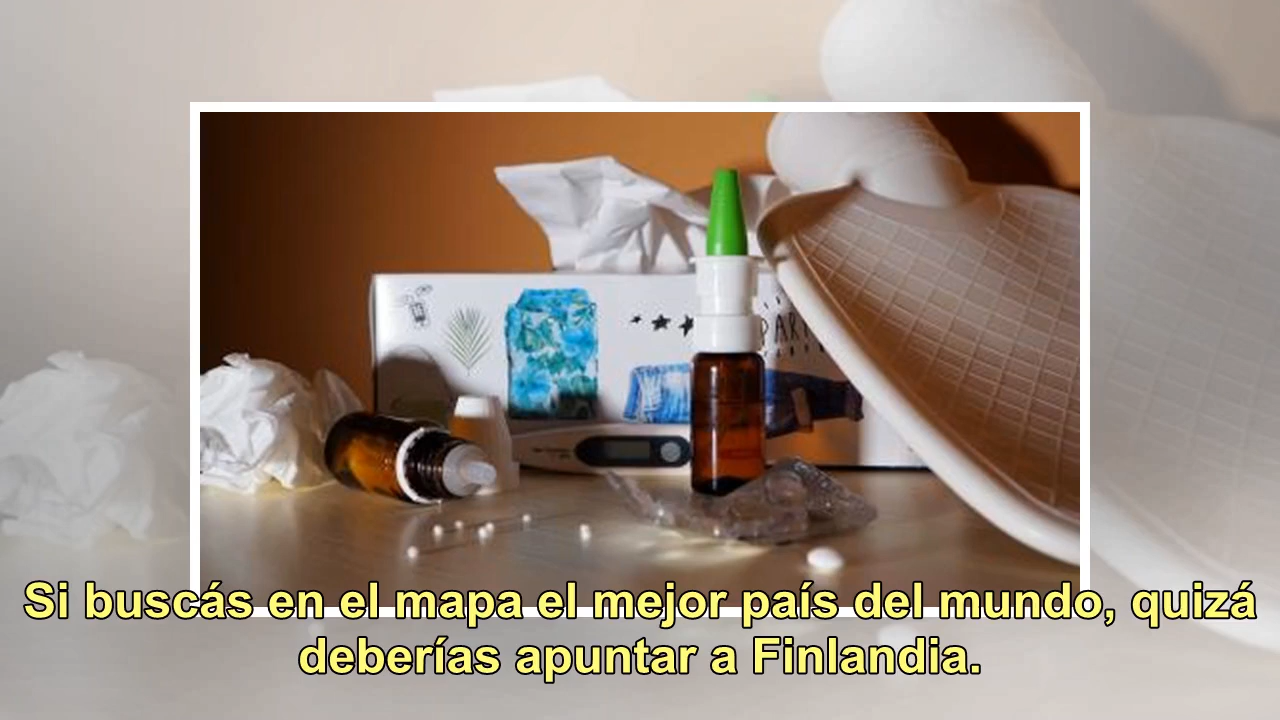 Si buscás en el mapa el mejor país del mundo, quizá
deberías apuntar a Finlandia.